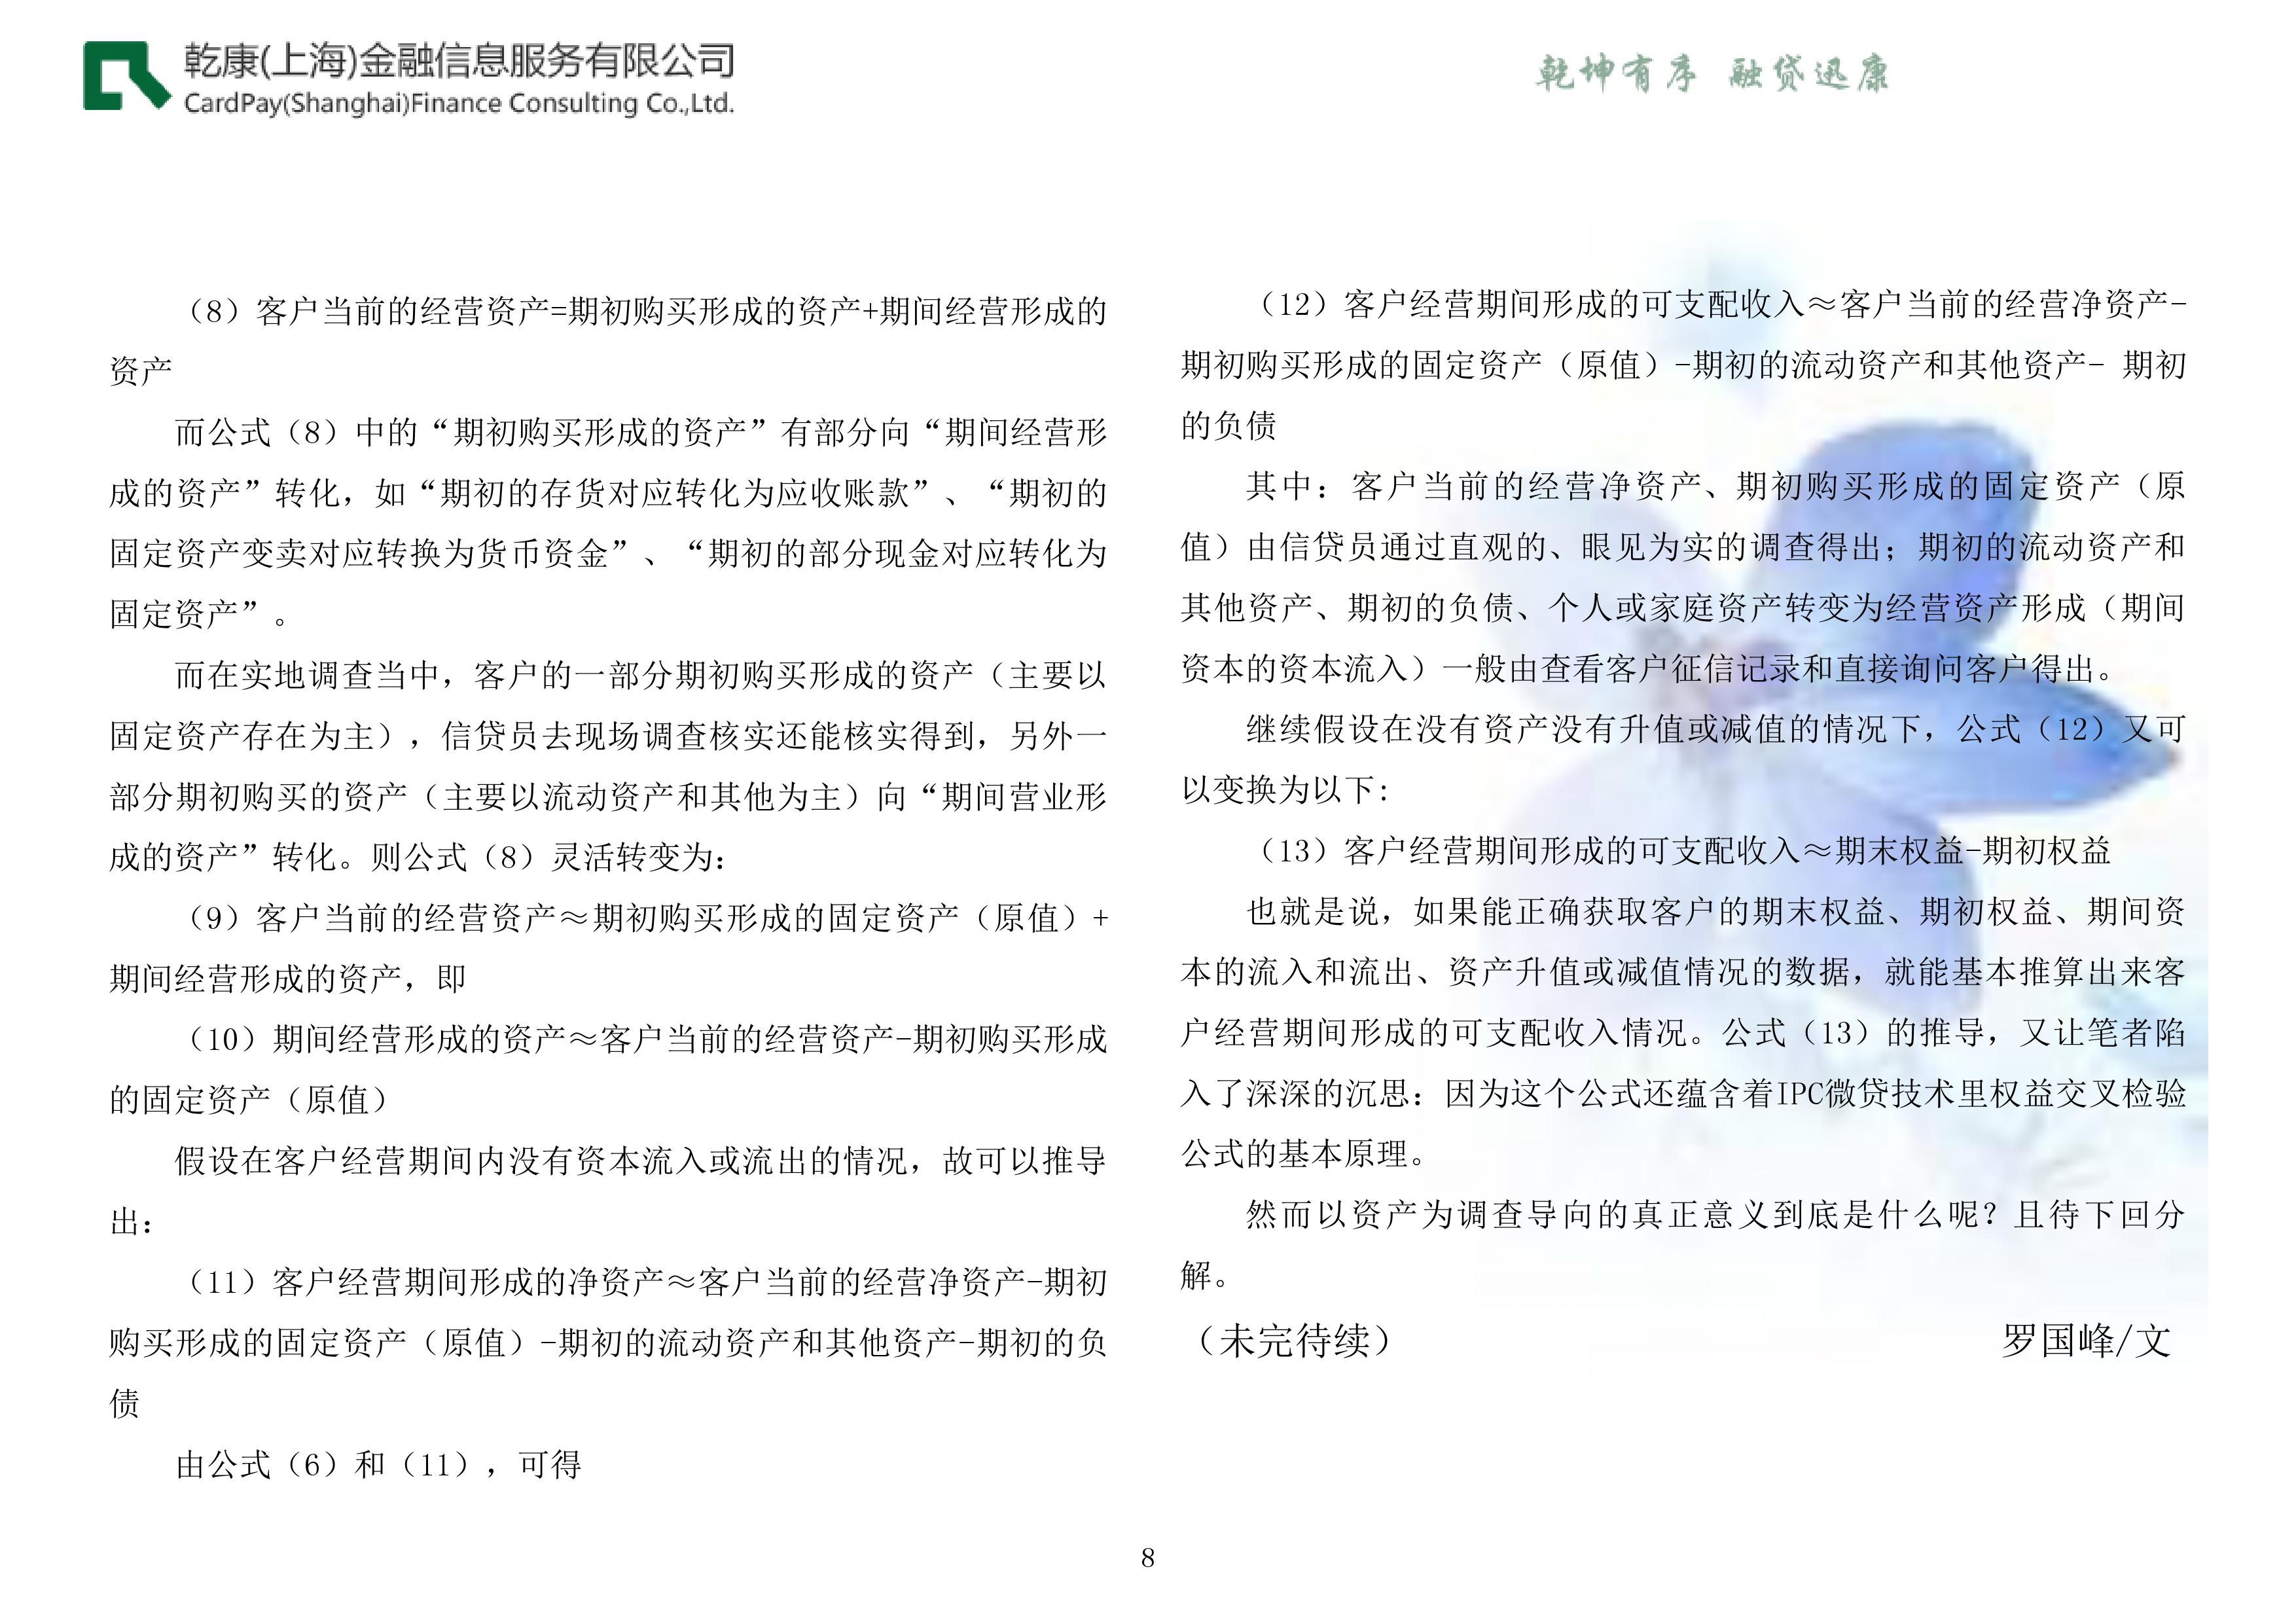 乾康(上海)金融信息服务有限公司
CardPay(Shanghai)Finance Consulting Co.,Ltd.
乾坤有序 融贷迅康
（8）客户当前的经营资产=期初购买形成的资产+期间经营形成的
资产
而公式（8）中的“期初购买形成的资产”有部分向“期间经营形
成的资产”转化，如“期初的存货对应转化为应收账款”、“期初的
固定资产变卖对应转换为货币资金”、“期初的部分现金对应转化为
固定资产”。
而在实地调查当中，客户的一部分期初购买形成的资产（主要以
固定资产存在为主），信贷员去现场调查核实还能核实得到，另外一
部分期初购买的资产（主要以流动资产和其他为主）向“期间营业形
成的资产”转化。则公式（8）灵活转变为：
（9）客户当前的经营资产≈期初购买形成的固定资产（原值）+
期间经营形成的资产，即
（10）期间经营形成的资产≈客户当前的经营资产-期初购买形成
的固定资产（原值）
假设在客户经营期间内没有资本流入或流出的情况，故可以推导
出：
（11）客户经营期间形成的净资产≈客户当前的经营净资产-期初
购买形成的固定资产（原值）-期初的流动资产和其他资产-期初的负
债
由公式（6）和（11），可得
（12）客户经营期间形成的可支配收入≈客户当前的经营净资产-
期初购买形成的固定资产（原值）-期初的流动资产和其他资产- 期初
的负债
其中：客户当前的经营净资产、期初购买形成的固定资产（原
值）由信贷员通过直观的、眼见为实的调查得出；期初的流动资产和
其他资产、期初的负债、个人或家庭资产转变为经营资产形成（期间
资本的资本流入）一般由查看客户征信记录和直接询问客户得出。
继续假设在没有资产没有升值或减值的情况下，公式（12）又可
以变换为以下：
（13）客户经营期间形成的可支配收入≈期末权益-期初权益
也就是说，如果能正确获取客户的期末权益、期初权益、期间资
本的流入和流出、资产升值或减值情况的数据，就能基本推算出来客
户经营期间形成的可支配收入情况。公式（13）的推导，又让笔者陷
入了深深的沉思：因为这个公式还蕴含着IPC微贷技术里权益交叉检验
公式的基本原理。
然而以资产为调查导向的真正意义到底是什么呢？且待下回分
解。
（未完待续） 罗国峰/文
8